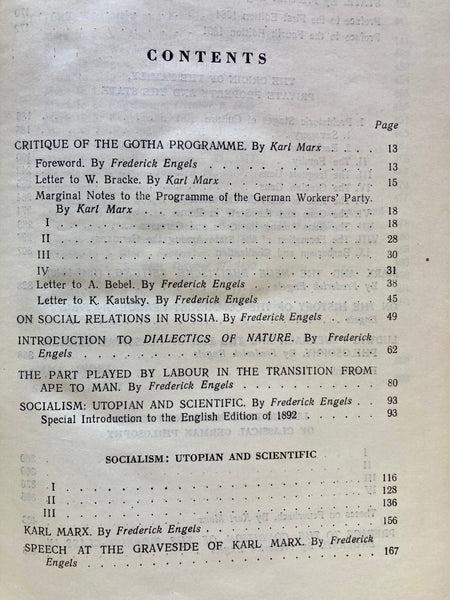 CONTENTS
Page
CRITIQUE OF THE GOTHA PROGRAMME. By Karl Marx . . . 13
Foreword. By Frederick Engels . . . . . . . . . . 13
Letter to W. Bracke. By Karl Marx . . . . . . . . 15
Marginal Notes to the Programme of the German Workers' Party.
By Karl Marx . . . . . . . . . . . . . . . 18
I . . . . . . . . . . . . . . . . . . . 18
II . . . . . . . . . . . . . . . . . . . 28
III . . . . . . . . . . . . . . . . . . . 30
IV . . . . . . . . . . . . . . . . . . . 31
Letter to A. Bebel. By Frederick Engels . . . . . . . 38
Letter to K. Kautsky. By Frederick Engels . . . . . . 45
ON SOCIAL RELATIONS IN RUSSIA. By Frederick Engels . . . 49
INTRODUCTION TO DIALECTICS OF NATURE. By Frederick
Engels . . . . . . . . . . . . . . . . . . 62
THE PART PLAYED BY LABOUR IN THE TRANSITION FROM
APE TO MAN. By Frederick Engels . . . . . . . . . 80
SOCIALISM: UTOPIAN AND SCIENTIFIC. By Frederick Engels . . 93
Special Introduction to the English Edition of 1892 . . . . 93
SOCIALISM: UTOPIAN AND SCIENTIFIC
I . . . . . . . . . . . . . . . . . . . 116
II . . . . . . . . . . . . . . . . . . . 128
III . . . . . . . . . . . . . . . . . . . 136
KARL MARX. By Frederick Engels . . . . . . . . . . 156
SPEECH AT THE GRAVESIDE OF KARL MARX. By Frederick
Engels . . . . . . . . . . . . . . . . . . 167